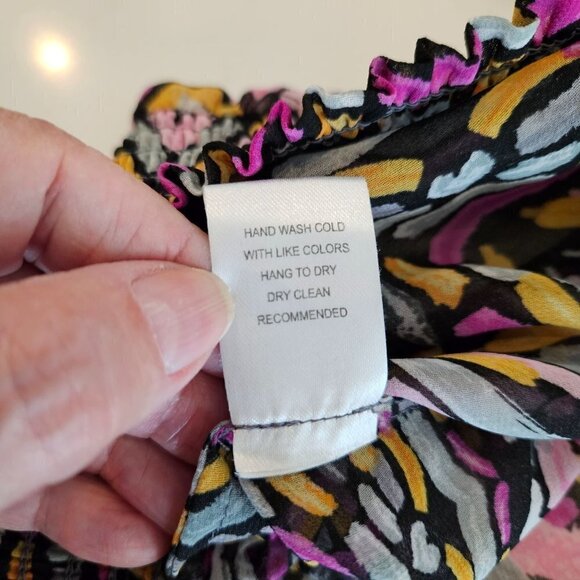 HAND WASH COLD
WITH LIKE COLORS
HANG TO DRY
DRY CLEAN
RECOMMENDED